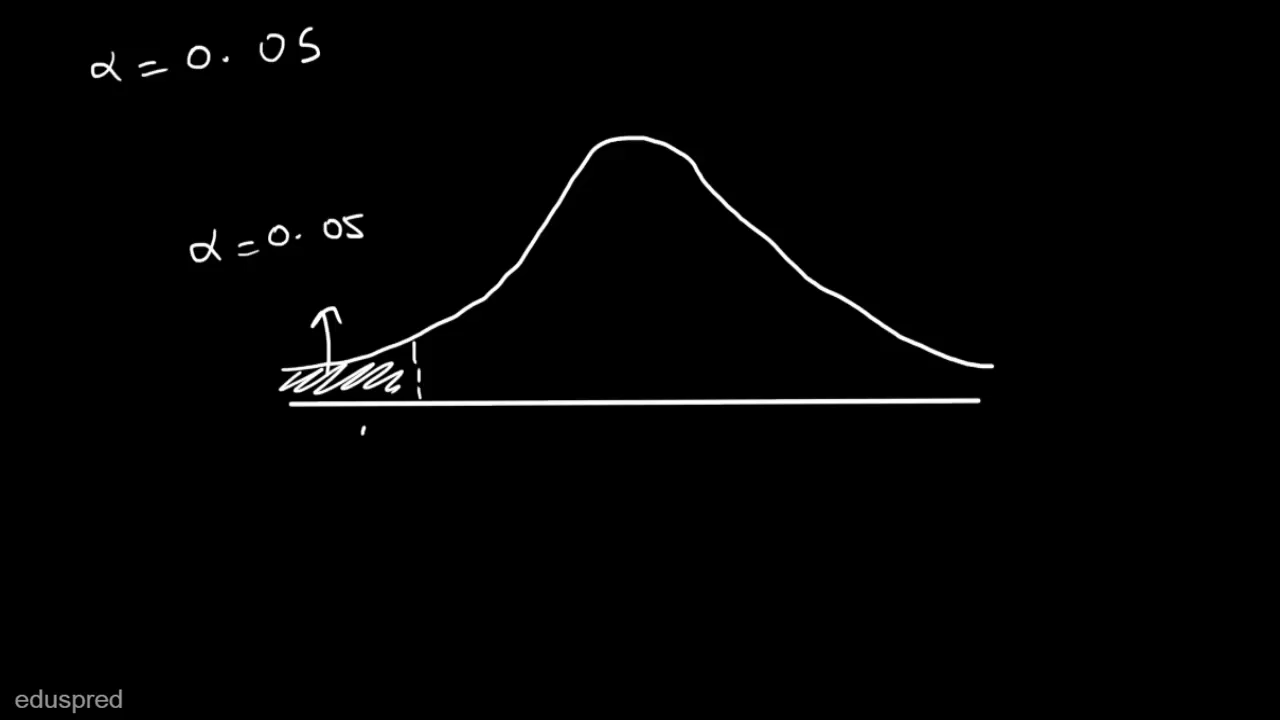 α = 0.05
α = 0.05
eduspred